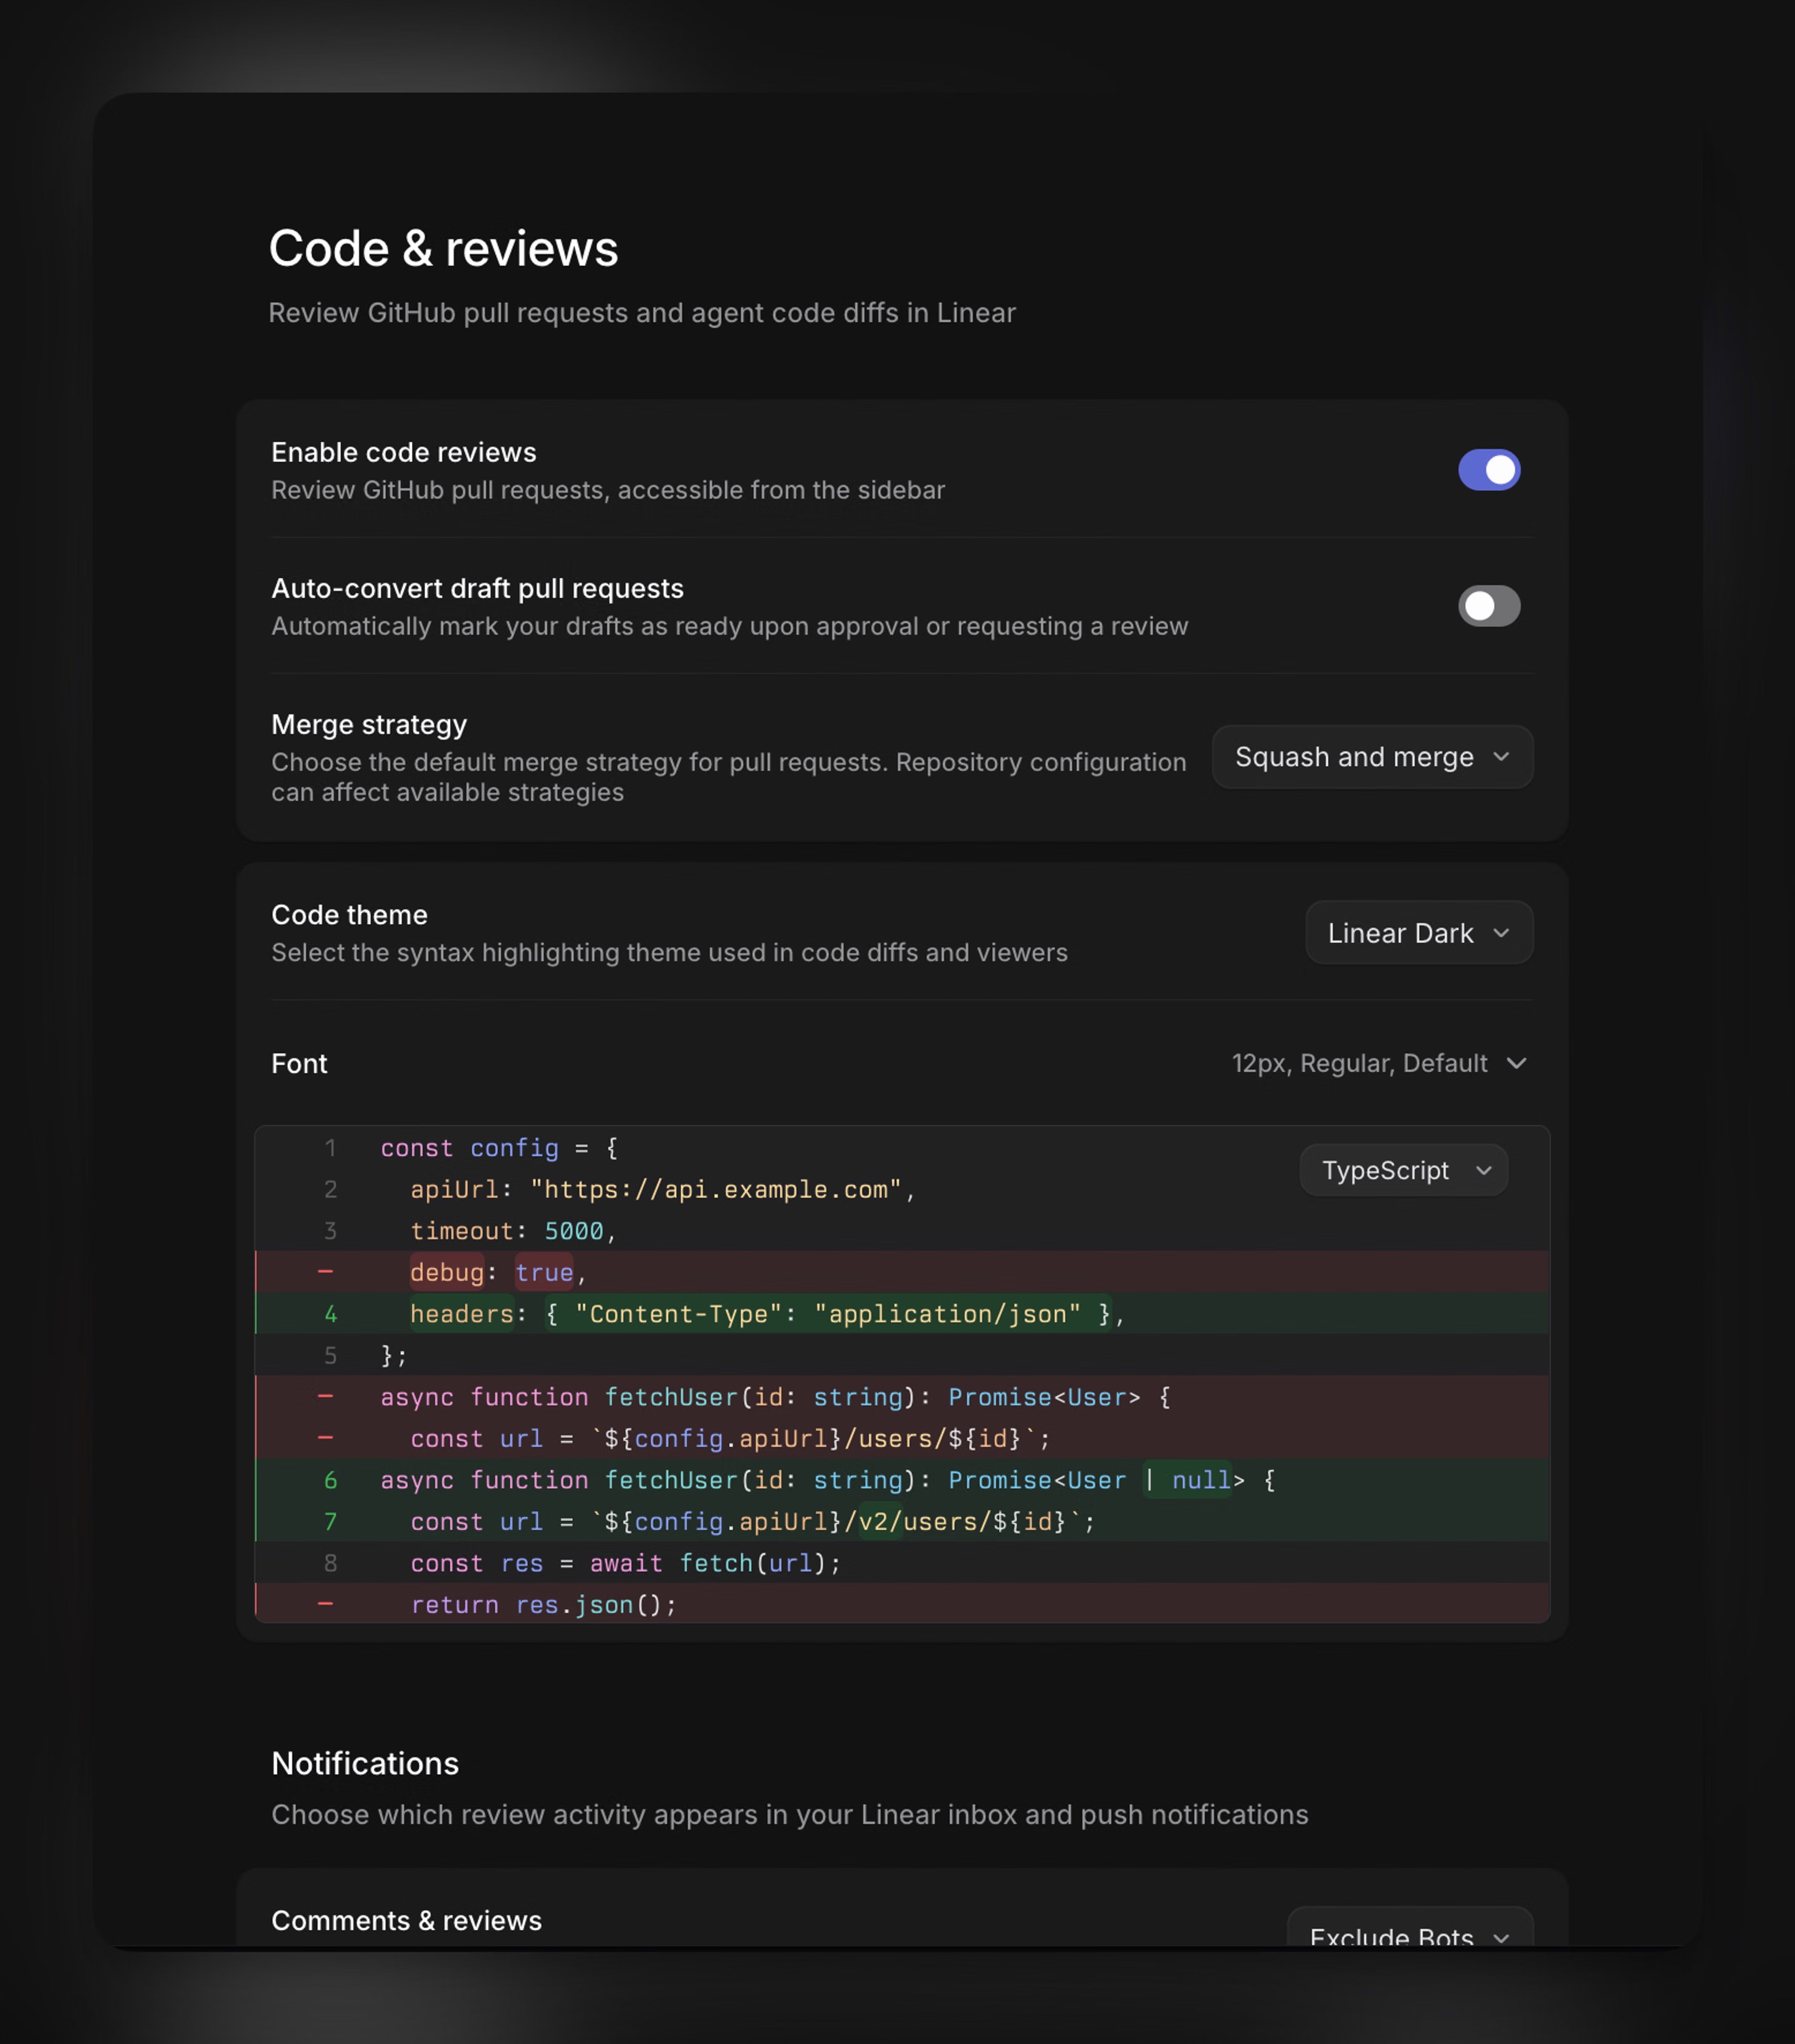 Code & reviews
Review GitHub pull requests and agent code diffs in Linear
Enable code reviews
Review GitHub pull requests, accessible from the sidebar
Auto-convert draft pull requests
Automatically mark your drafts as ready upon approval or requesting a review
Merge strategy
Choose the default merge strategy for pull requests. Repository configuration
can affect available strategies
Squash and merge
Code theme
Select the syntax highlighting theme used in code diffs and viewers
Linear Dark
Font
12px, Regular, Default
TypeScript
1 const config = {
2   apiUrl: "https://api.example.com",
3   timeout: 5000,
−   debug: true,
4   headers: { "Content-Type": "application/json" },
5 };
− async function fetchUser(id: string): Promise<User> {
−   const url = `${config.apiUrl}/users/${id}`;
6 async function fetchUser(id: string): Promise<User | null> {
7   const url = `${config.apiUrl}/v2/users/${id}`;
8   const res = await fetch(url);
−   return res.json();
Notifications
Choose which review activity appears in your Linear inbox and push notifications
Comments & reviews
Exclude Bots